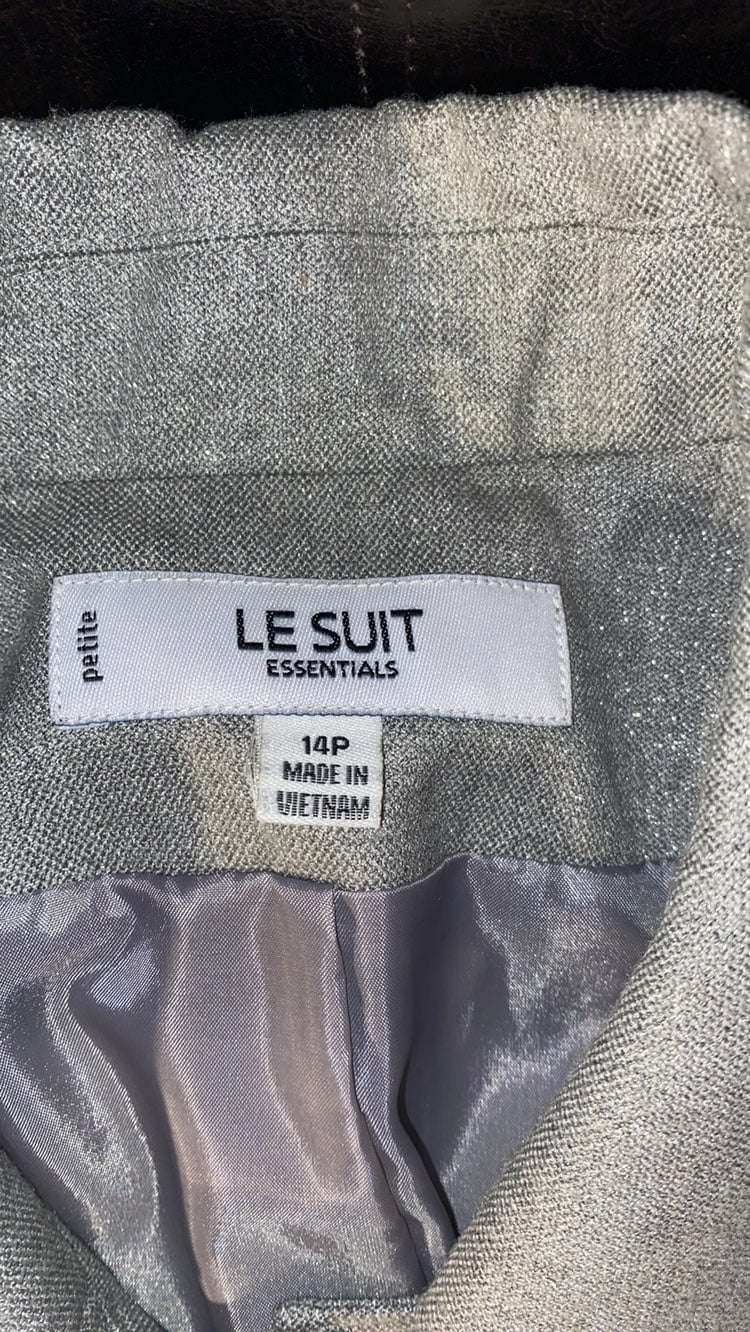 petite
LE SUIT
ESSENTIALS
14P
MADE IN
VIETNAM